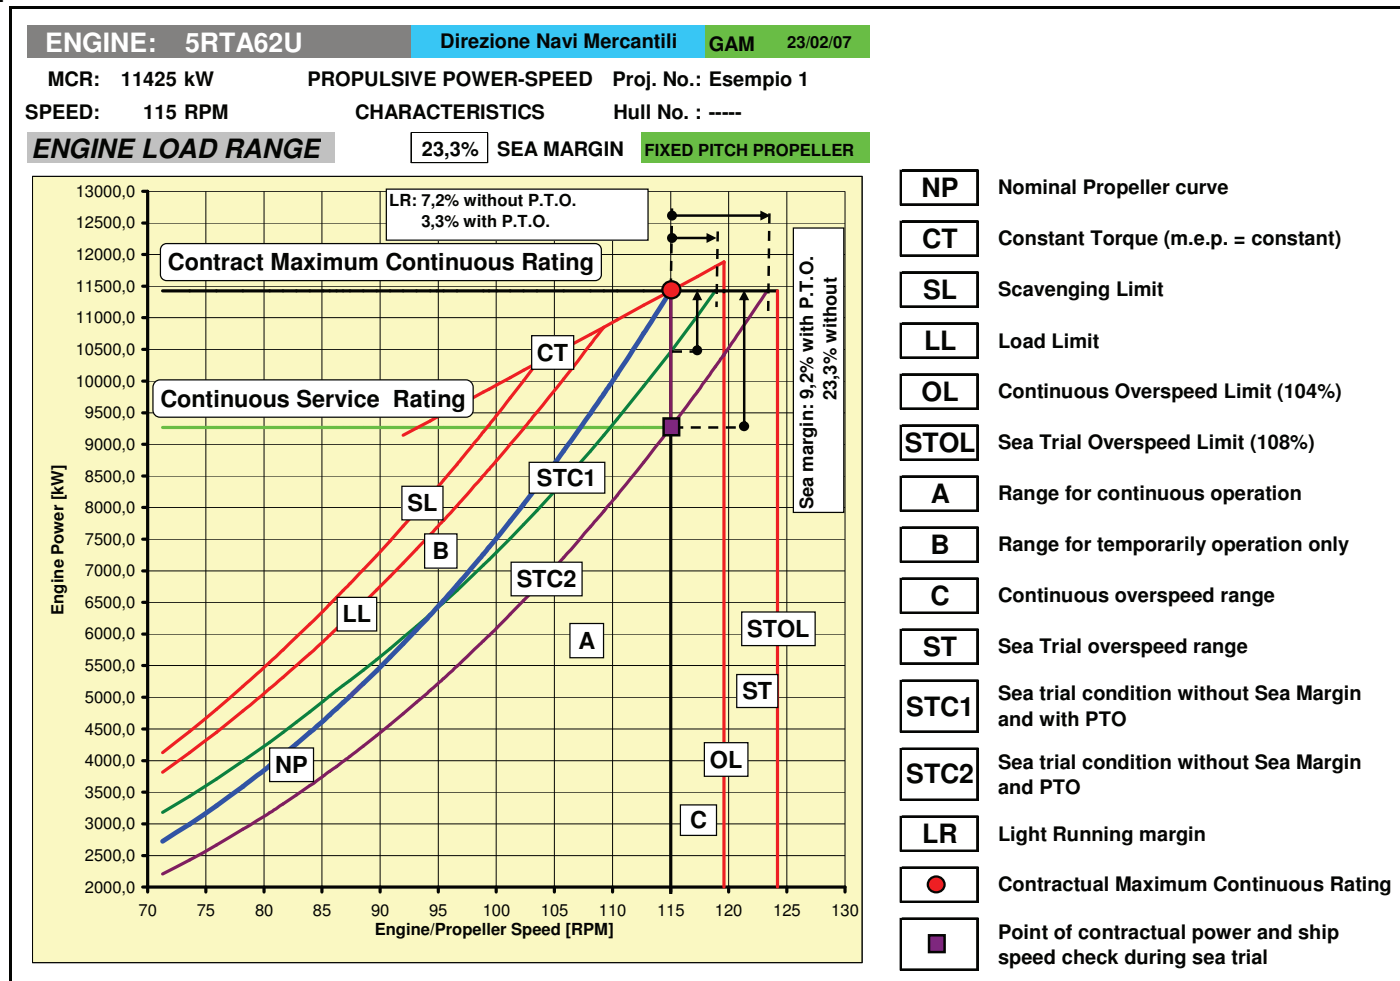 ENGINE: 5RTA62U Direzione Navi Mercantili GAM 23/02/07
MCR: 11425 kW PROPULSIVE POWER-SPEED Proj. No.: Esempio 1
SPEED: 115 RPM CHARACTERISTICS Hull No. : -----
ENGINE LOAD RANGE 23,3% SEA MARGIN FIXED PITCH PROPELLER
LR: 7,2% without P.T.O.
3,3% with P.T.O.
Contract Maximum Continuous Rating
Continuous Service Rating
Sea margin: 9,2% with P.T.O.
23,3% without
CT
SL
STC1
B
STC2
LL
A
STOL
ST
NP
OL
C
Engine Power [kW]
13000,0
12500,0
12000,0
11500,0
11000,0
10500,0
10000,0
9500,0
9000,0
8500,0
8000,0
7500,0
7000,0
6500,0
6000,0
5500,0
5000,0
4500,0
4000,0
3500,0
3000,0
2500,0
2000,0
70 75 80 85 90 95 100 105 110 115 120 125 130
Engine/Propeller Speed [RPM]
NP Nominal Propeller curve
CT Constant Torque (m.e.p. = constant)
SL Scavenging Limit
LL Load Limit
OL Continuous Overspeed Limit (104%)
STOL Sea Trial Overspeed Limit (108%)
A Range for continuous operation
B Range for temporarily operation only
C Continuous overspeed range
ST Sea Trial overspeed range
STC1 Sea trial condition without Sea Margin
and with PTO
STC2 Sea trial condition without Sea Margin
and PTO
LR Light Running margin
Contractual Maximum Continuous Rating
Point of contractual power and ship
speed check during sea trial